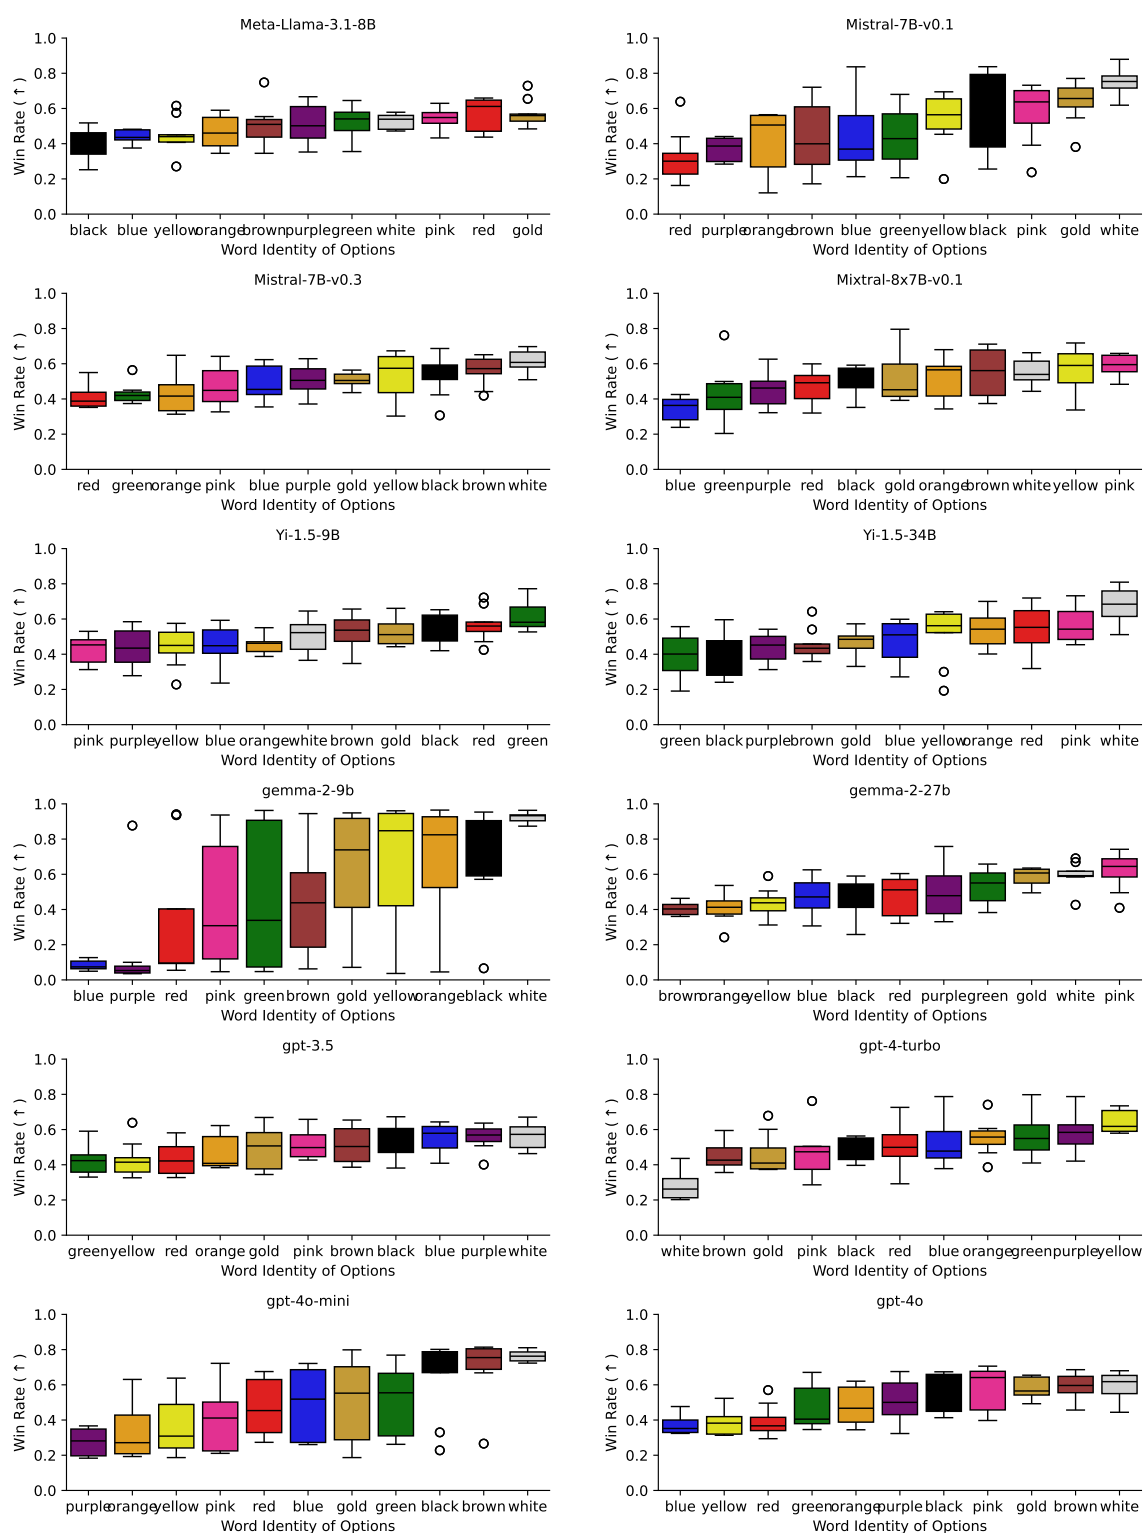 Meta-Llama-3.1-8B
Win Rate (↑)
1.0
0.8
0.6
0.4
0.2
0.0
black blue yellow orange brown purple green white pink red gold
Word Identity of Options
Mistral-7B-v0.1
Win Rate (↑)
1.0
0.8
0.6
0.4
0.2
0.0
red purple orange brown blue green yellow black pink gold white
Word Identity of Options
Mistral-7B-v0.3
Win Rate (↑)
1.0
0.8
0.6
0.4
0.2
0.0
red green orange pink blue purple gold yellow black brown white
Word Identity of Options
Mixtral-8x7B-v0.1
Win Rate (↑)
1.0
0.8
0.6
0.4
0.2
0.0
blue green purple red black gold orange brown white yellow pink
Word Identity of Options
Yi-1.5-9B
Win Rate (↑)
1.0
0.8
0.6
0.4
0.2
0.0
pink purple yellow blue orange white brown gold black red green
Word Identity of Options
Yi-1.5-34B
Win Rate (↑)
1.0
0.8
0.6
0.4
0.2
0.0
green black purple brown gold blue yellow orange red pink white
Word Identity of Options
gemma-2-9b
Win Rate (↑)
1.0
0.8
0.6
0.4
0.2
0.0
blue purple red pink green brown gold yellow orange black white
Word Identity of Options
gemma-2-27b
Win Rate (↑)
1.0
0.8
0.6
0.4
0.2
0.0
brown orange yellow blue black red purple green gold white pink
Word Identity of Options
gpt-3.5
Win Rate (↑)
1.0
0.8
0.6
0.4
0.2
0.0
green yellow red orange gold pink brown black blue purple white
Word Identity of Options
gpt-4-turbo
Win Rate (↑)
1.0
0.8
0.6
0.4
0.2
0.0
white brown gold pink black red blue orange green purple yellow
Word Identity of Options
gpt-4o-mini
Win Rate (↑)
1.0
0.8
0.6
0.4
0.2
0.0
purple orange yellow pink red blue gold green black brown white
Word Identity of Options
gpt-4o
Win Rate (↑)
1.0
0.8
0.6
0.4
0.2
0.0
blue yellow red green orange purple black pink gold brown white
Word Identity of Options